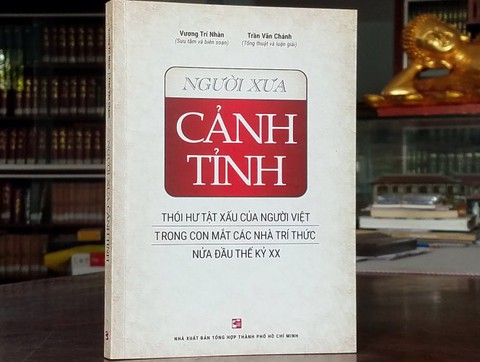 Vương Trí Nhàn
(Sưu tầm và biên soạn)
Trần Văn Chánh
(Tổng thuật và luận giải)
NGƯỜI XƯA
CẢNH
TỈNH
THÓI HƯ TẬT XẤU CỦA NGƯỜI VIỆT
TRONG CON MẮT CÁC NHÀ TRÍ THỨC
NỬA ĐẦU THẾ KỶ XX
NHÀ XUẤT BẢN TỔNG HỢP THÀNH PHỐ HỒ CHÍ MINH